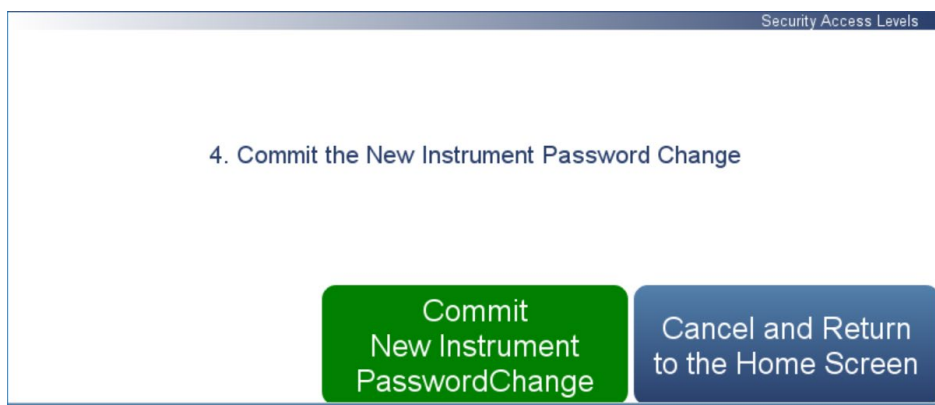 Security Access Levels
4. Commit the New Instrument Password Change
Commit
New Instrument
PasswordChange
Cancel and Return
to the Home Screen